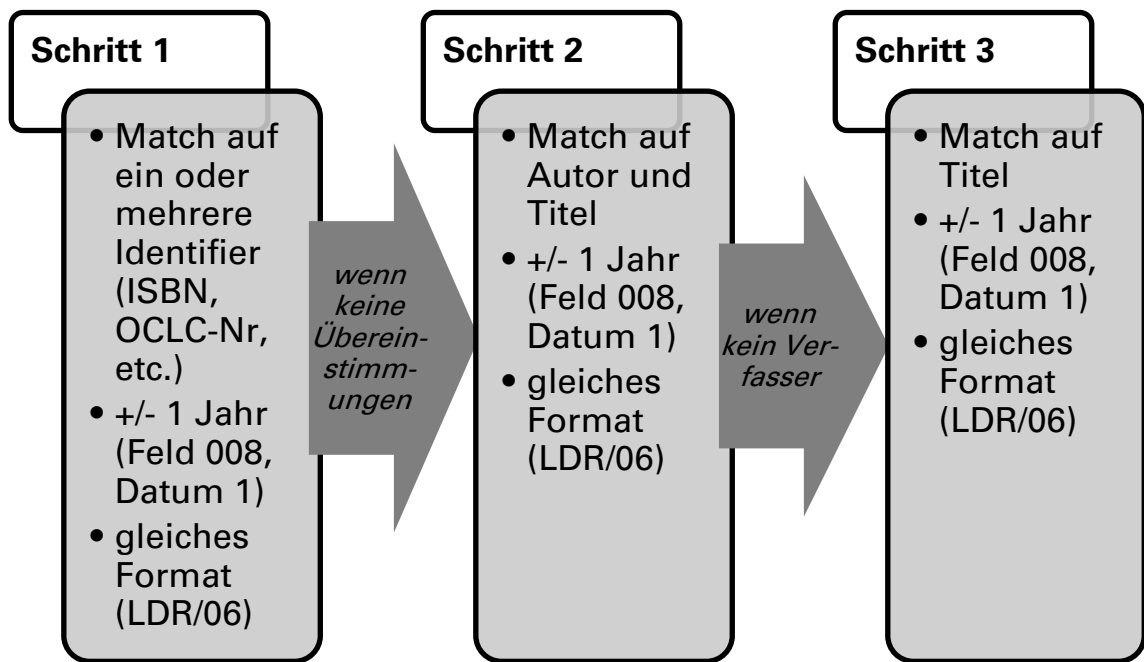 Schritt 1
• Match auf
ein oder
mehrere
Identifier
(ISBN,
OCLC-Nr,
etc.)
• +/- 1 Jahr
(Feld 008,
Datum 1)
• gleiches
Format
(LDR/06)
wenn
keine
Überein-
stimm-
ungen
Schritt 2
• Match auf
Autor und
Titel
• +/- 1 Jahr
(Feld 008,
Datum 1)
• gleiches
Format
(LDR/06)
wenn
kein Ver-
fasser
Schritt 3
• Match auf
Titel
• +/- 1 Jahr
(Feld 008,
Datum 1)
• gleiches
Format
(LDR/06)